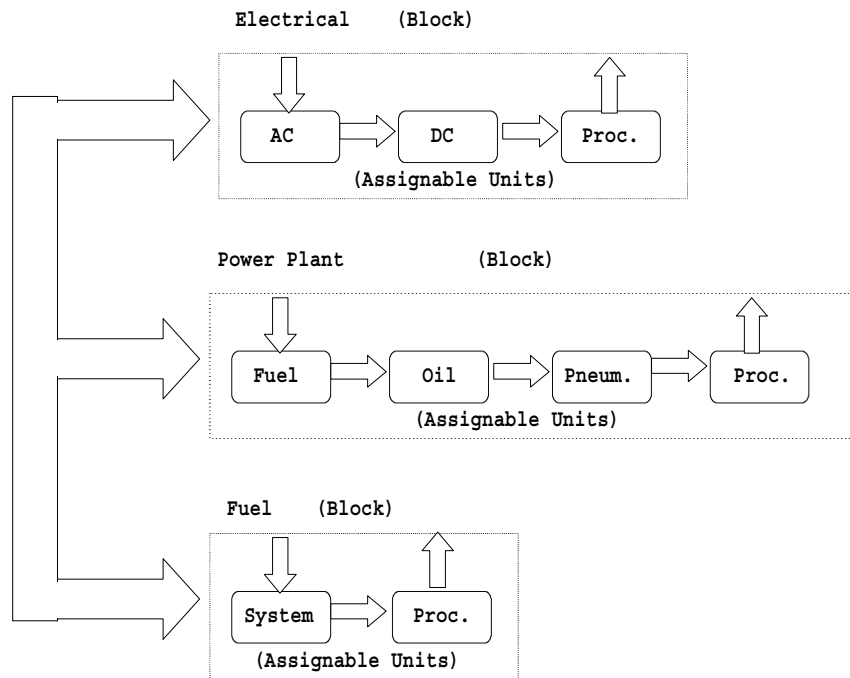 Electrical (Block)
AC DC Proc.
(Assignable Units)
Power Plant (Block)
Fuel Oil Pneum. Proc.
(Assignable Units)
Fuel (Block)
System Proc.
(Assignable Units)